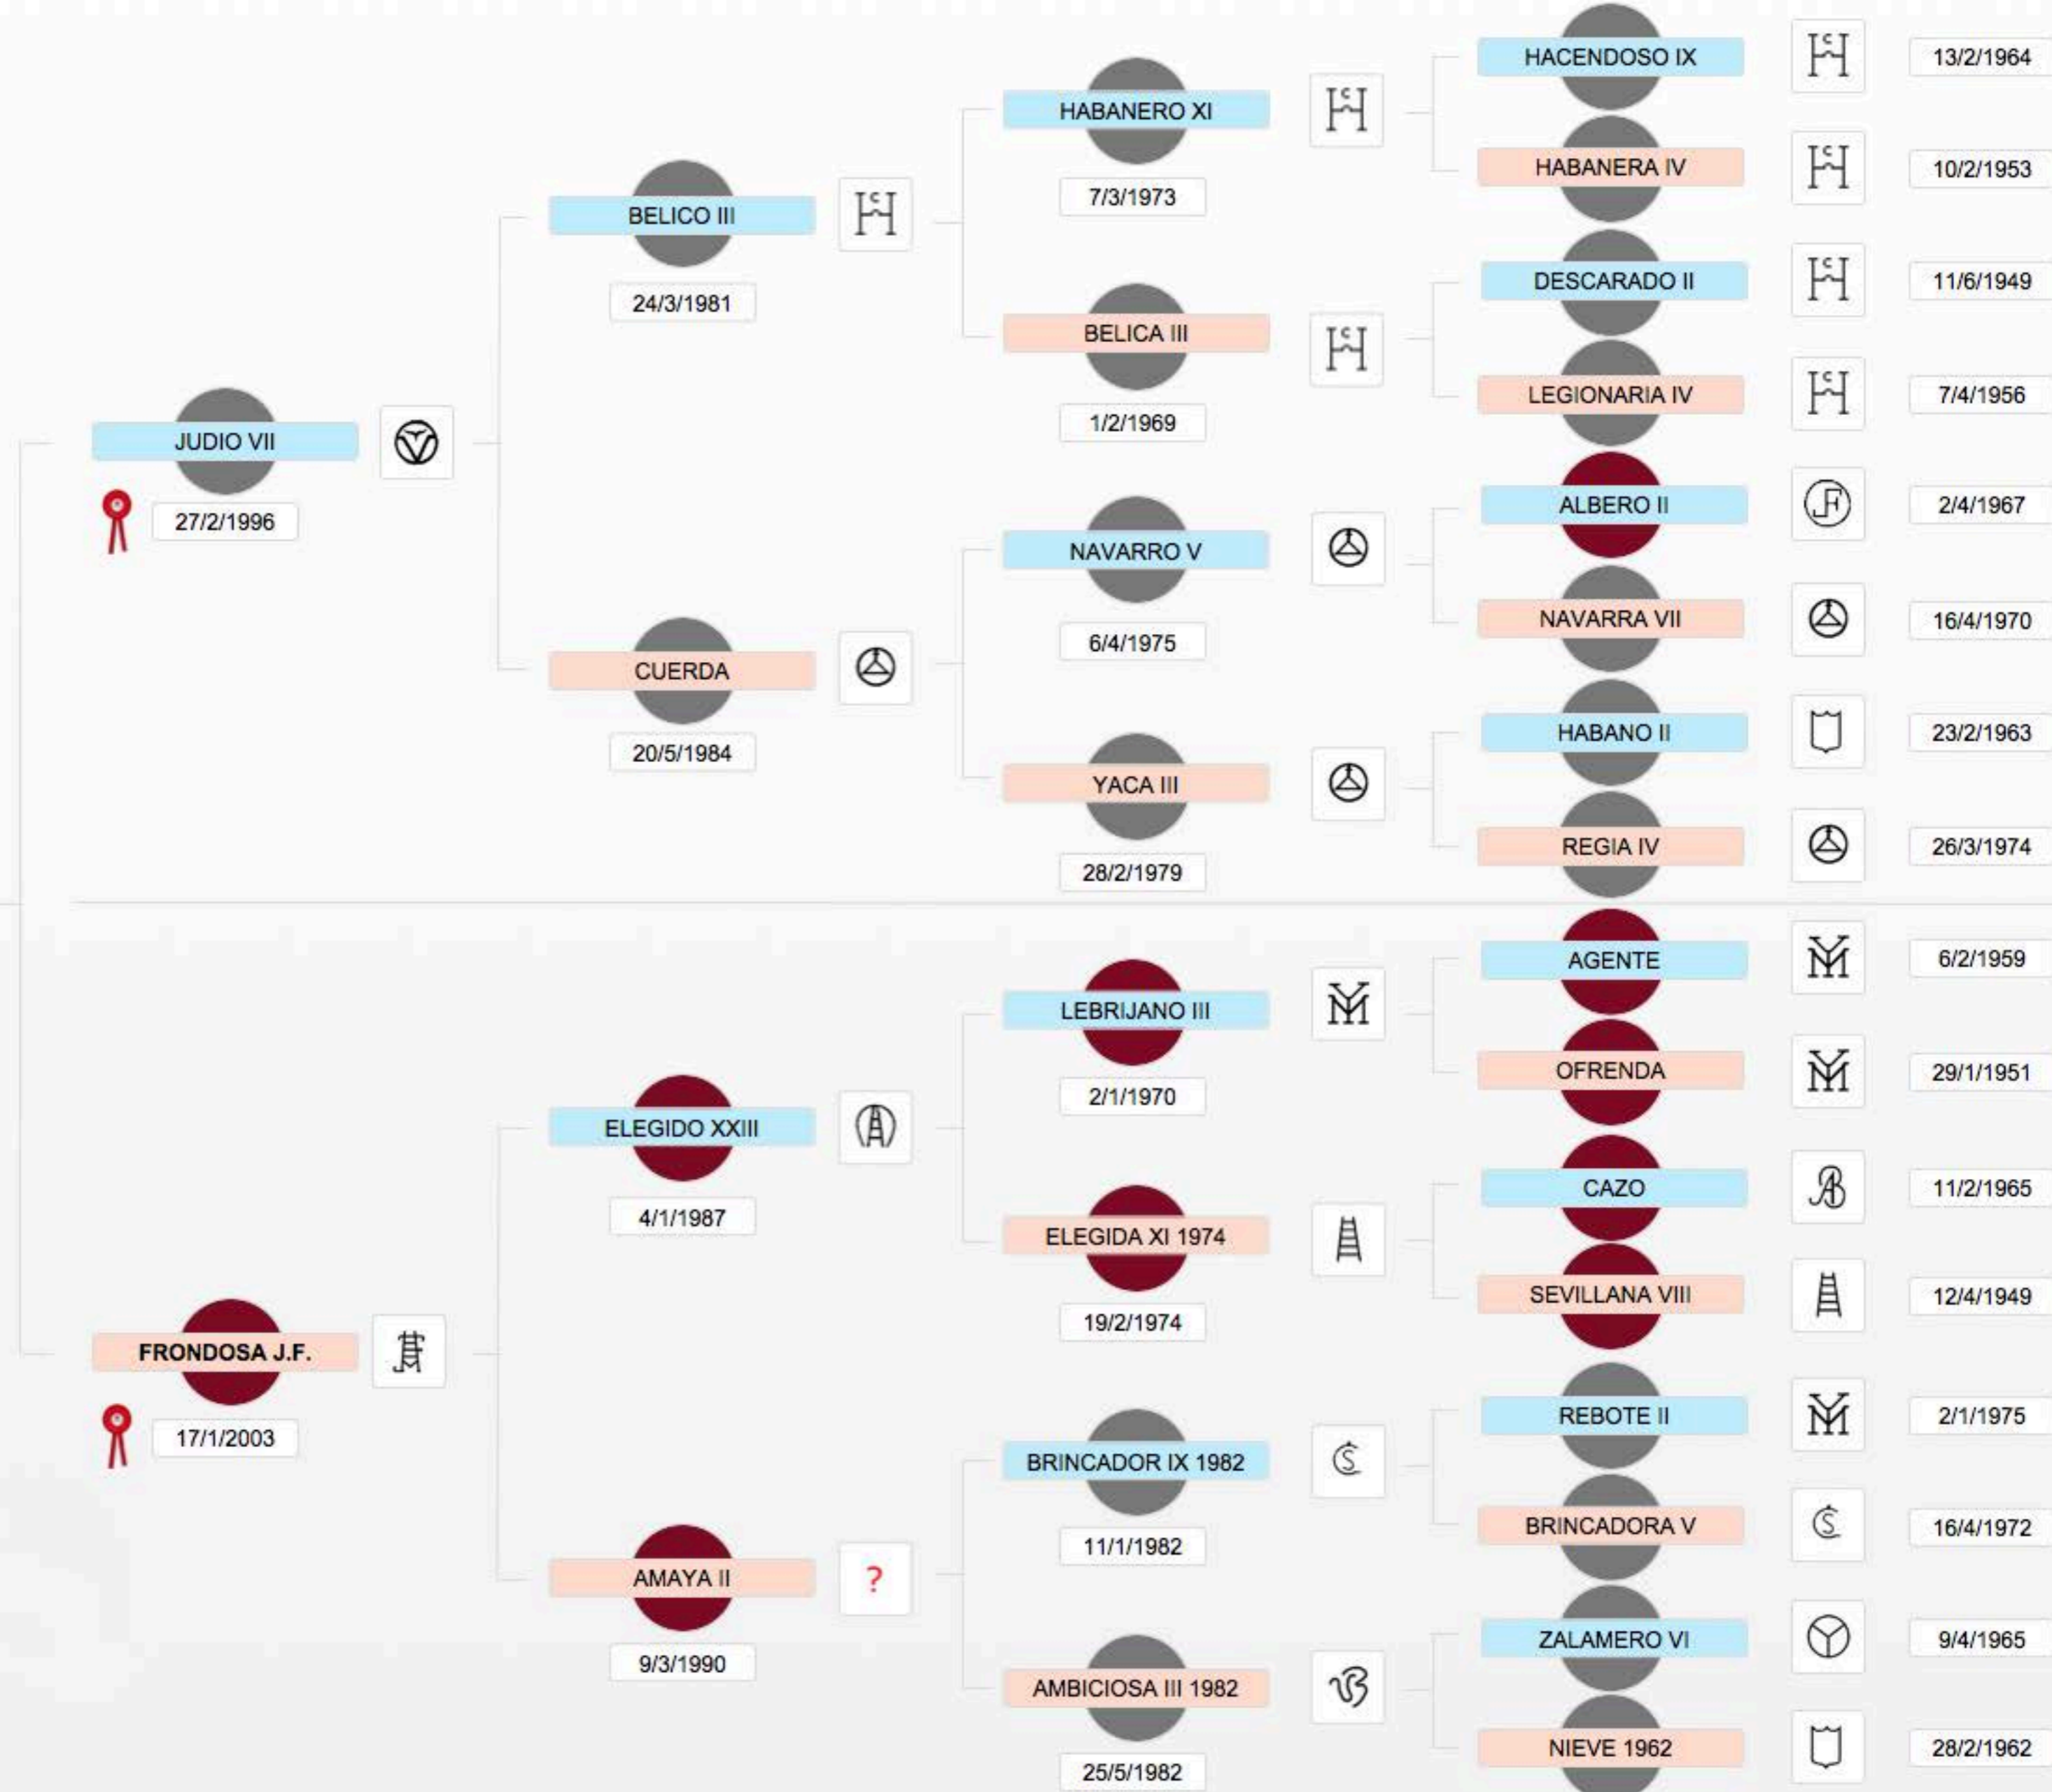 HACENDOSO IX
13/2/1964
HABANERO XI
HABANERA IV
10/2/1953
7/3/1973
BELICO III
24/3/1981
DESCARADO II
11/6/1949
BELICA III
LEGIONARIA IV
7/4/1956
1/2/1969
JUDIO VII
27/2/1996
ALBERO II
2/4/1967
NAVARRO V
NAVARRA VII
16/4/1970
6/4/1975
CUERDA
20/5/1984
HABANO II
23/2/1963
YACA III
REGIA IV
26/3/1974
28/2/1979
AGENTE
6/2/1959
LEBRIJANO III
OFRENDA
29/1/1951
2/1/1970
ELEGIDO XXIII
4/1/1987
CAZO
11/2/1965
ELEGIDA XI 1974
SEVILLANA VIII
12/4/1949
19/2/1974
FRONDOSA J.F.
17/1/2003
REBOTE II
2/1/1975
BRINCADOR IX 1982
BRINCADORA V
16/4/1972
11/1/1982
AMAYA II
?
9/3/1990
ZALAMERO VI
9/4/1965
AMBICIOSA III 1982
NIEVE 1962
28/2/1962
25/5/1982